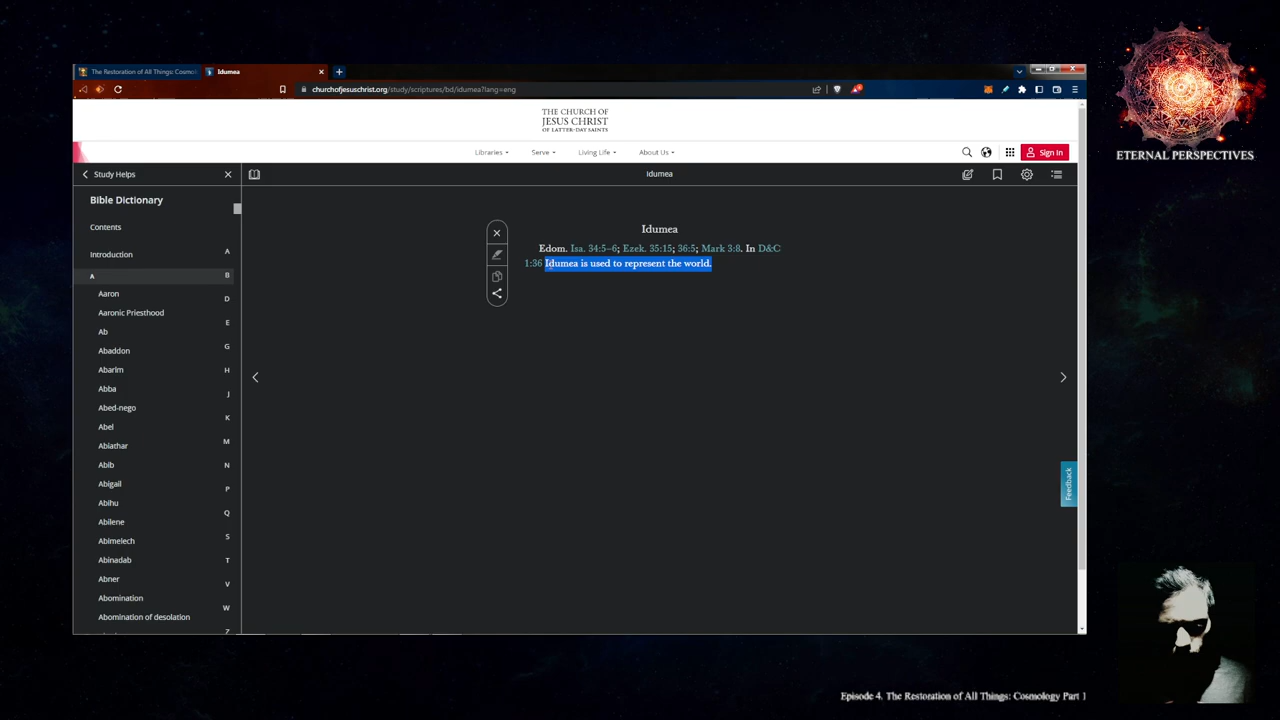 The Restoration of All Things: Cosmol
Idumea
churchofjesuschrist.org/study/scriptures/bd/idumea?lang=eng
THE CHURCH OF
JESUS CHRIST
OF LATTER-DAY SAINTS
Libraries
Serve
Living Life
About Us
Sign In
Study Helps
Idumea
Bible Dictionary
Contents
Introduction
A
Aaron
Aaronic Priesthood
Ab
Abaddon
Abarim
Abba
Abed-nego
Abel
Abiathar
Abib
Abigail
Abihu
Abilene
Abimelech
Abinadab
Abner
Abomination
Abomination of desolation
A
B
D
E
G
H
J
K
M
N
P
Q
S
T
V
W
Z
Idumea
Edom. Isa. 34:5–6; Ezek. 35:15; 36:5; Mark 3:8. In D&C
1:36 Idumea is used to represent the world.
Feedback
ETERNAL PERSPECTIVES
Episode 4. The Restoration of All Things: Cosmology Part 1